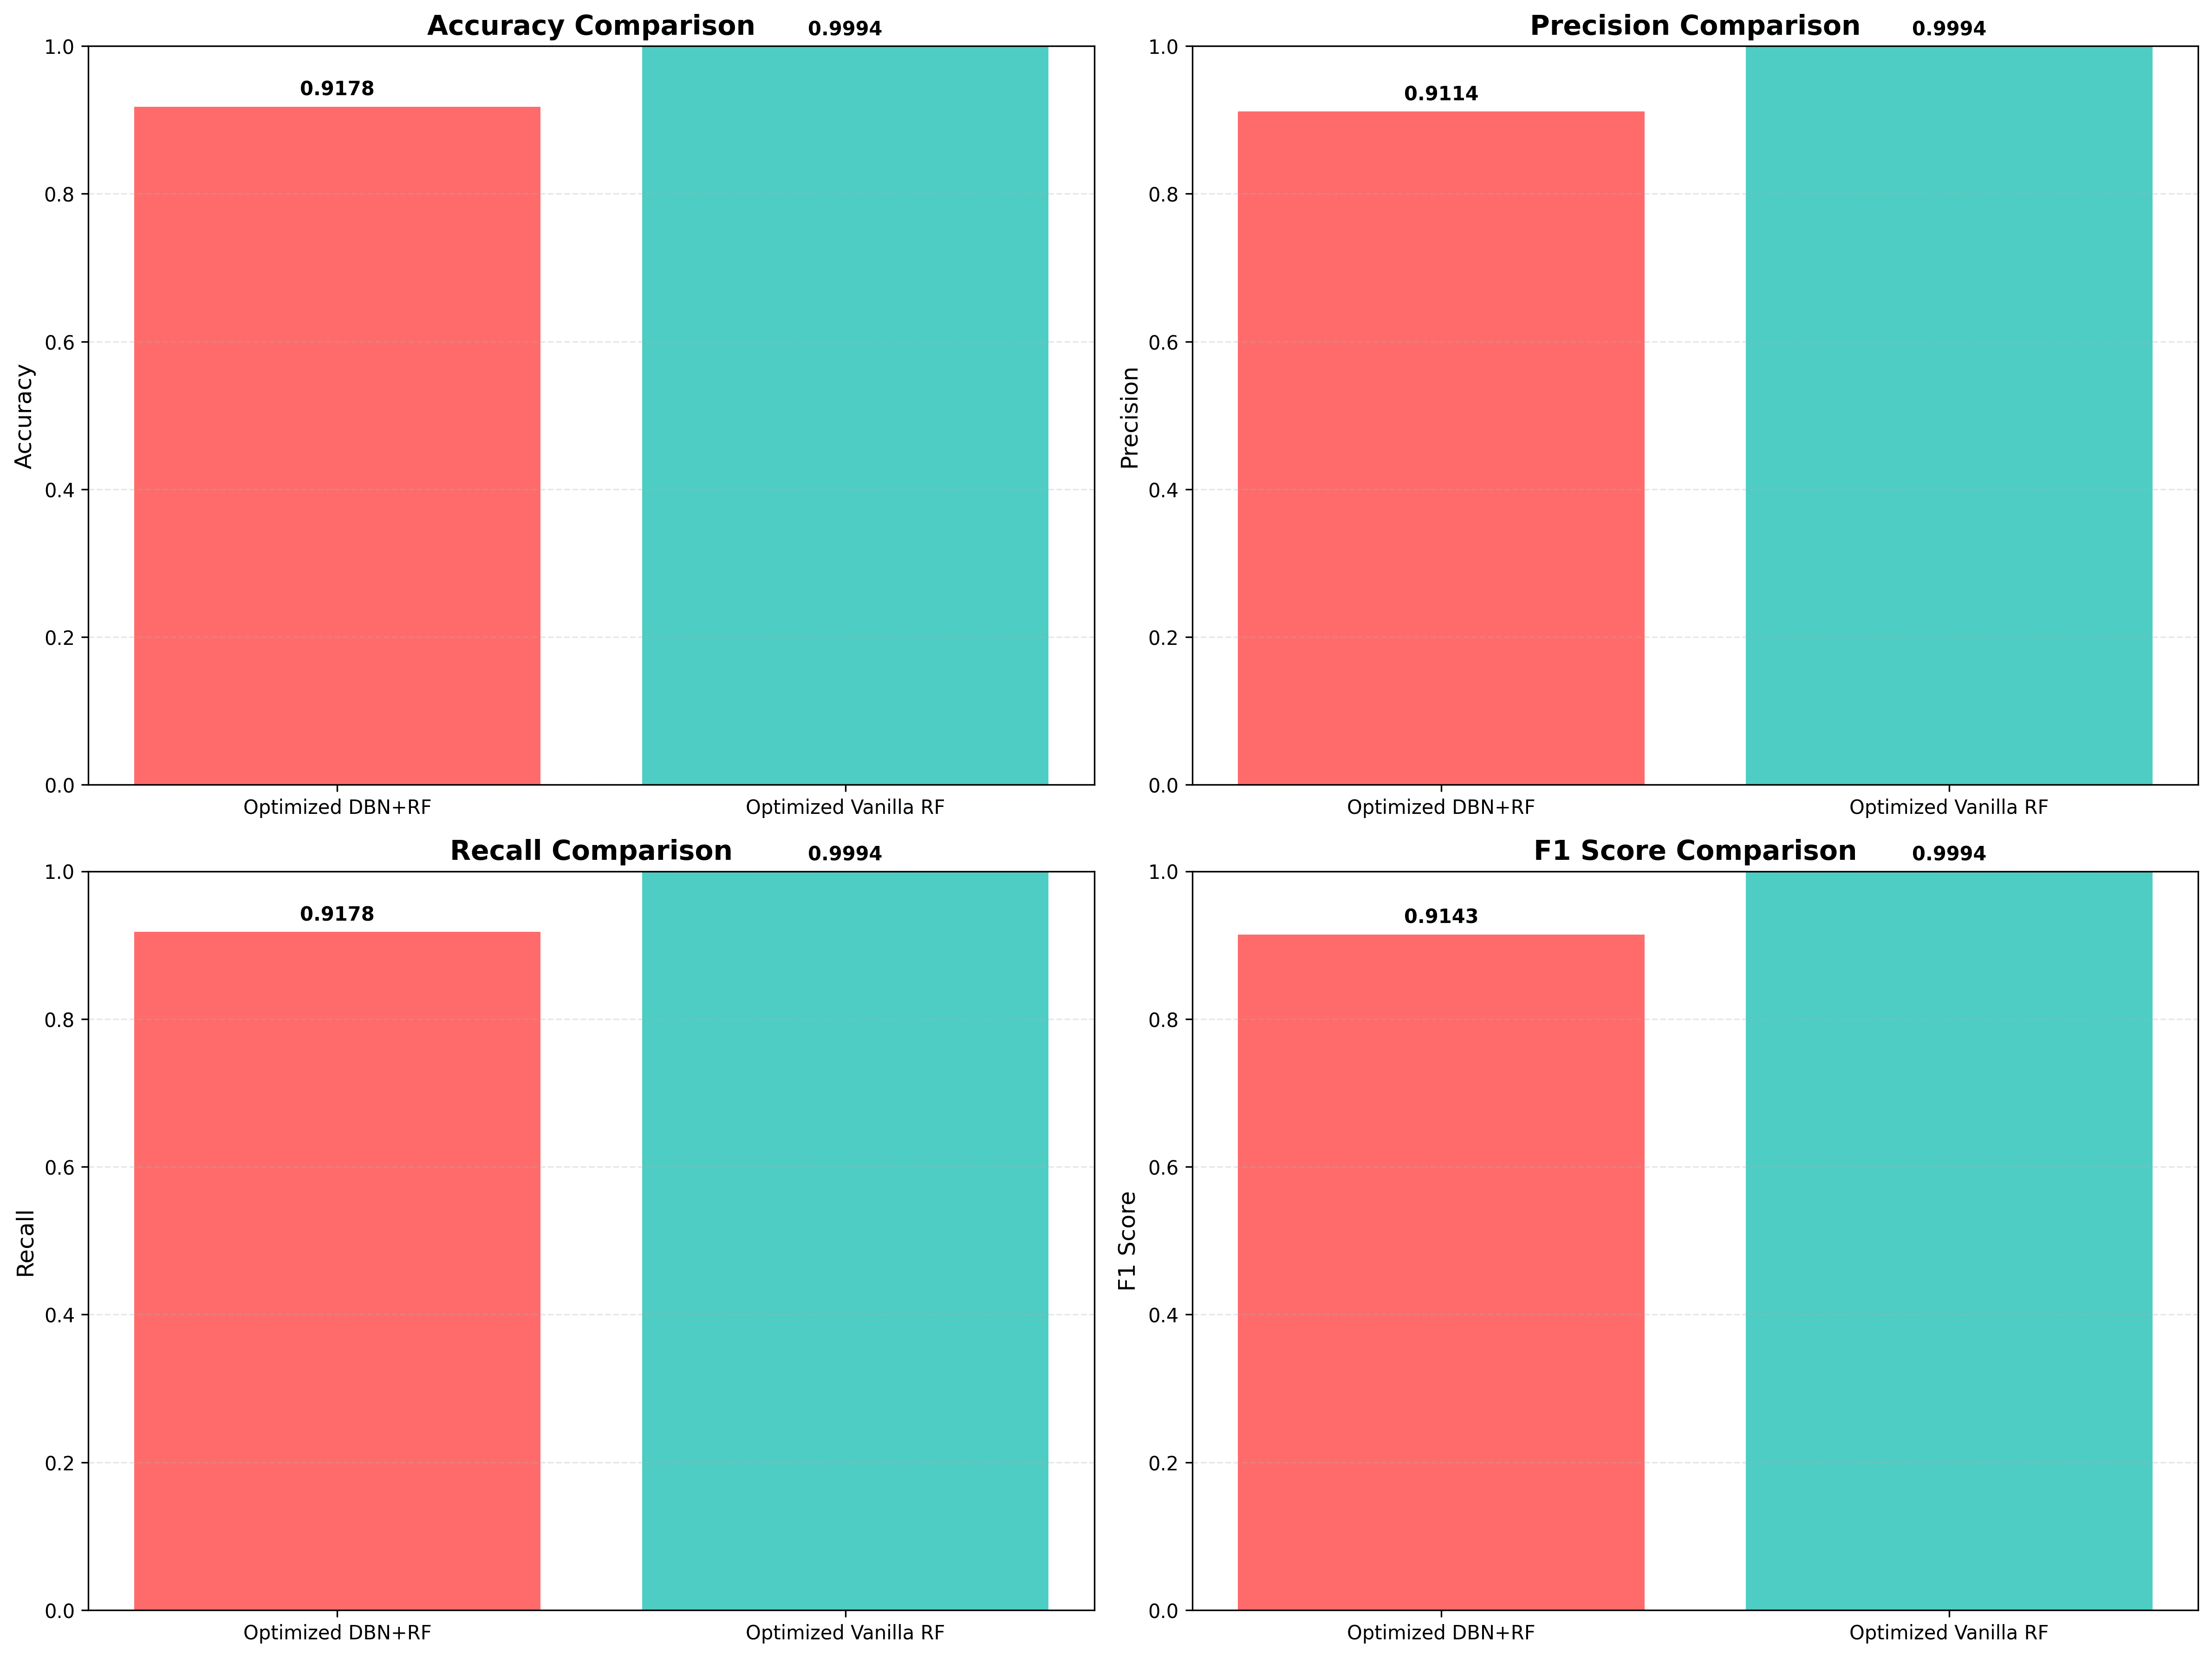 Accuracy Comparison
0.9994
1.0
0.9178
0.8
0.6
0.4
0.2
0.0
Accuracy
Optimized DBN+RF
Optimized Vanilla RF
Precision Comparison
0.9994
1.0
0.9114
0.8
0.6
0.4
0.2
0.0
Precision
Optimized DBN+RF
Optimized Vanilla RF
Recall Comparison
0.9994
1.0
0.9178
0.8
0.6
0.4
0.2
0.0
Recall
Optimized DBN+RF
Optimized Vanilla RF
F1 Score Comparison
0.9994
1.0
0.9143
0.8
0.6
0.4
0.2
0.0
F1 Score
Optimized DBN+RF
Optimized Vanilla RF